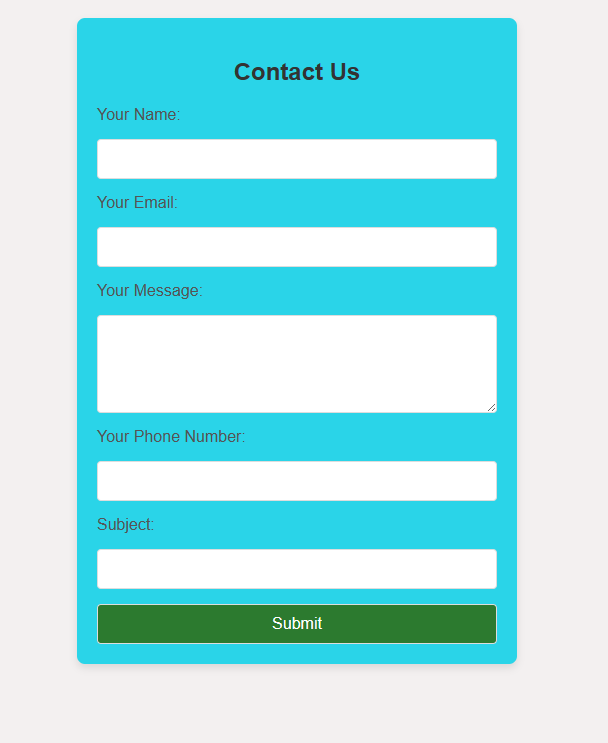 Contact Us
Your Name:
Your Email:
Your Message:
Your Phone Number:
Subject:
Submit